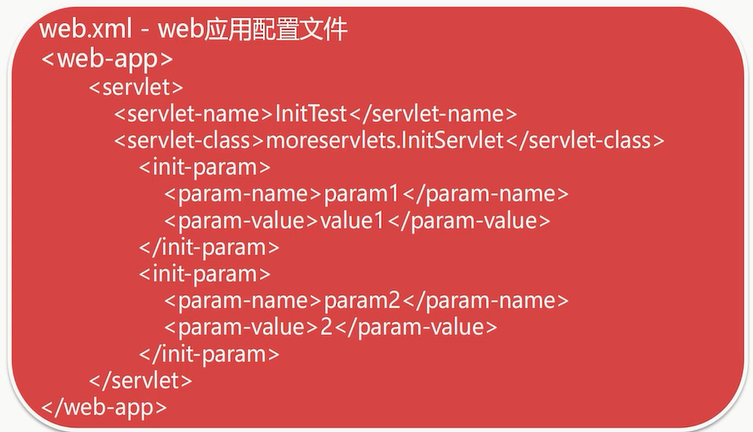 web.xml - web应用配置文件
<web-app>
<servlet>
<servlet-name>InitTest</servlet-name>
<servlet-class>moreservlets.InitServlet</servlet-class>
<init-param>
<param-name>param1</param-name>
<param-value>value1</param-value>
</init-param>
<init-param>
<param-name>param2</param-name>
<param-value>2</param-value>
</init-param>
</servlet>
</web-app>